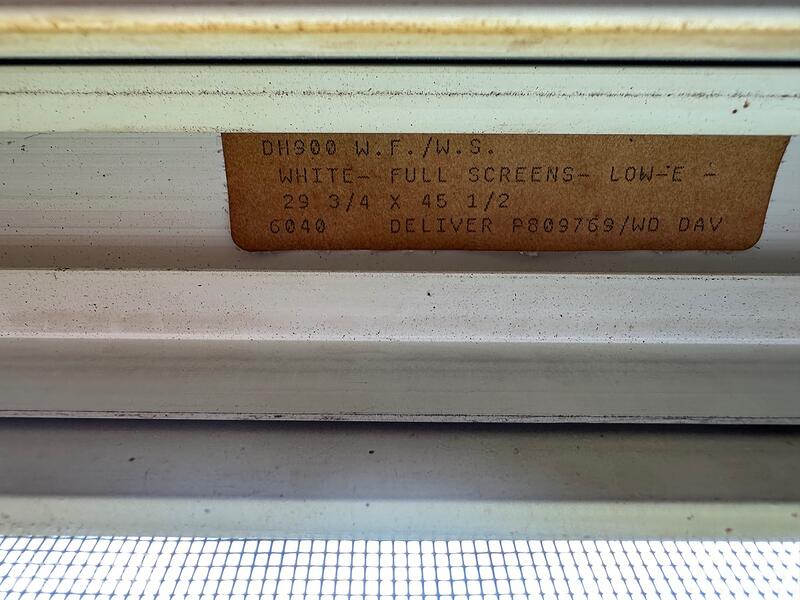 DH900 W.F./W.S.
WHITE- FULL SCREENS- LOW-E -
29 3/4 X 45 1/2
6040 DELIVER P809769/WD DAV